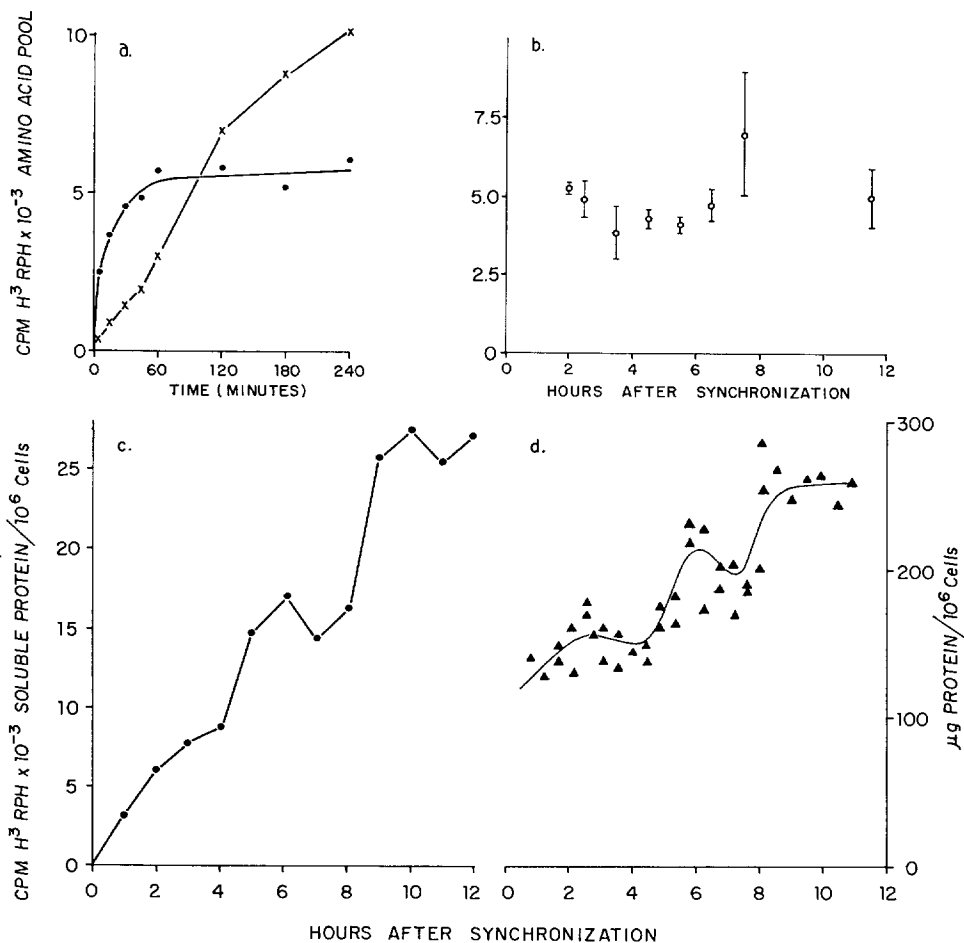 a.
CPM H³ RPH x 10⁻³ AMINO ACID POOL
10
5
0
0 60 120 180 240
TIME (MINUTES)
b.
7.5
5.0
2.5
0
0 2 4 6 8 10 12
HOURS AFTER SYNCHRONIZATION
c.
CPM H³ RPH x 10⁻³ SOLUBLE PROTEIN/10⁶ Cells
25
20
15
10
5
0
0 2 4 6 8 10 12
d.
300
200
100
0
µg PROTEIN/10⁶ Cells
0 2 4 6 8 10 12
HOURS AFTER SYNCHRONIZATION